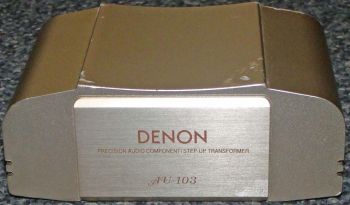 DENON
PRECISION AUDIO COMPONENT/STEP UP TRANSFORMER
AU-103